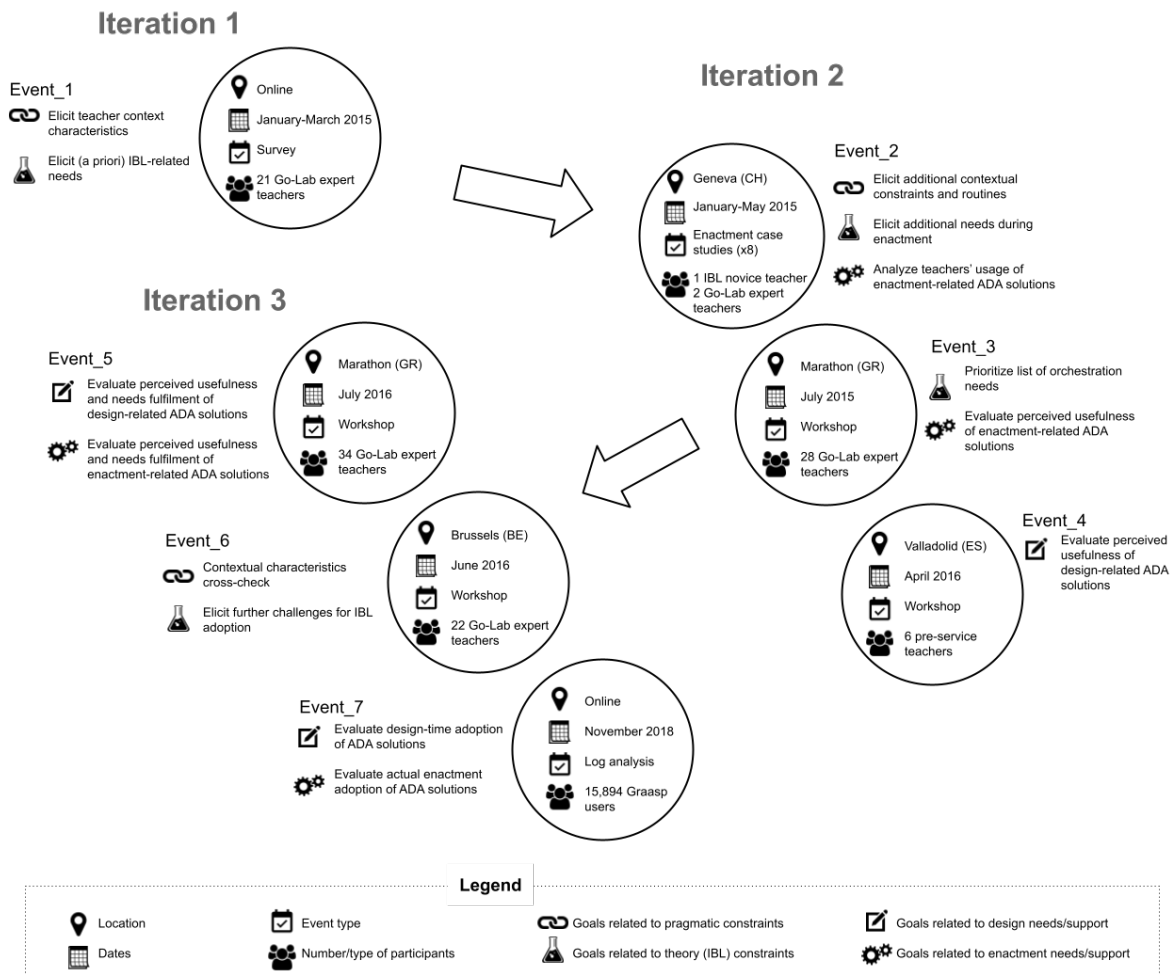 Iteration 1
Event_1
Elicit teacher context
characteristics
Elicit (a priori) IBL-related
needs
Online
January-March 2015
Survey
21 Go-Lab expert
teachers
Iteration 2
Geneva (CH)
January-May 2015
Enactment case
studies (x8)
1 IBL novice teacher
2 Go-Lab expert
teachers
Event_2
Elicit additional contextual
constraints and routines
Elicit additional needs during
enactment
Analyze teachers' usage of
enactment-related ADA solutions
Marathon (GR)
July 2015
Workshop
28 Go-Lab expert
teachers
Event_3
Prioritize list of orchestration
needs
Evaluate perceived usefulness
of enactment-related ADA
solutions
Valladolid (ES)
April 2016
Workshop
6 pre-service
teachers
Event_4
Evaluate perceived
usefulness of
design-related ADA
solutions
Iteration 3
Event_5
Evaluate perceived usefulness
and needs fulfilment of
design-related ADA solutions
Evaluate perceived usefulness
and needs fulfilment of
enactment-related ADA solutions
Marathon (GR)
July 2016
Workshop
34 Go-Lab expert
teachers
Event_6
Contextual characteristics
cross-check
Elicit further challenges for IBL
adoption
Brussels (BE)
June 2016
Workshop
22 Go-Lab expert
teachers
Event_7
Evaluate design-time adoption
of ADA solutions
Evaluate actual enactment
adoption of ADA solutions
Online
November 2018
Log analysis
15,894 Graasp
users
Legend
Location
Event type
Goals related to pragmatic constraints
Goals related to design needs/support
Dates
Number/type of participants
Goals related to theory (IBL) constraints
Goals related to enactment needs/support